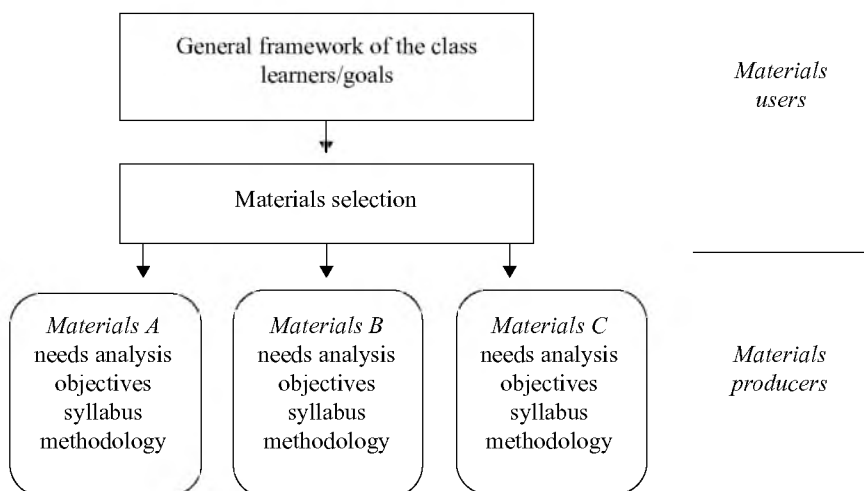 General framework of the class
learners/goals
Materials
users
Materials selection
Materials A
needs analysis
objectives
syllabus
methodology
Materials B
needs analysis
objectives
syllabus
methodology
Materials C
needs analysis
objectives
syllabus
methodology
Materials
producers